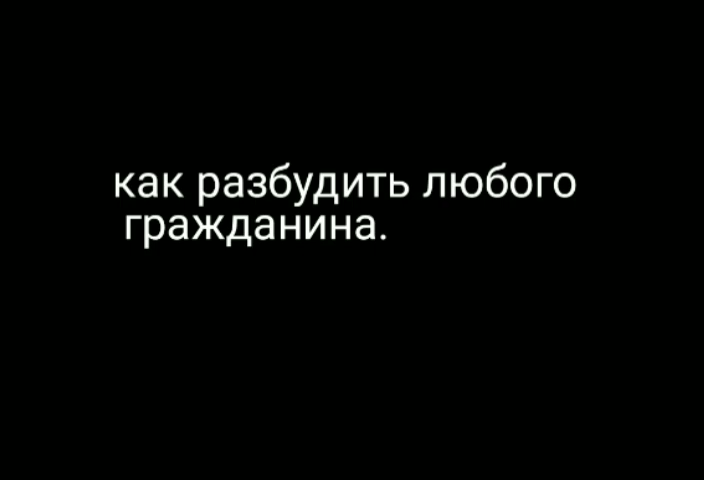 как разбудить любого
гражданина.